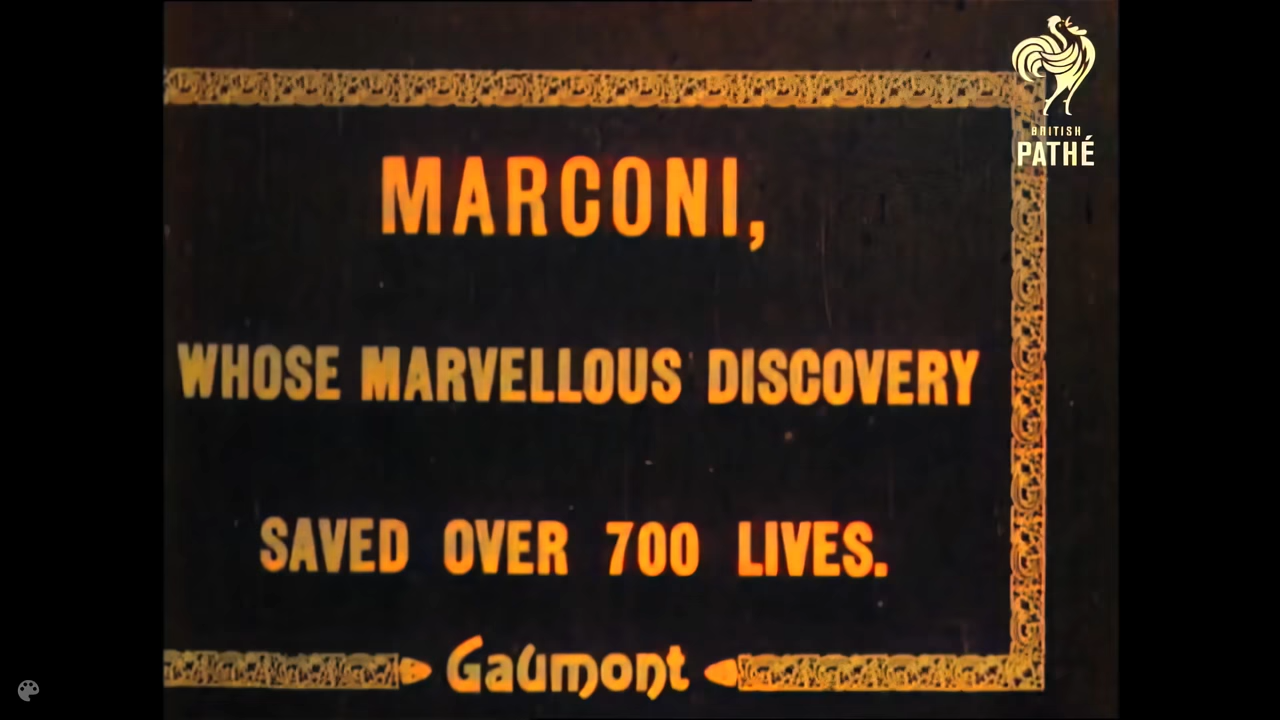 BRITISH
PATHÉ
MARCONI,
WHOSE MARVELLOUS DISCOVERY
SAVED OVER 700 LIVES.
Gaumont